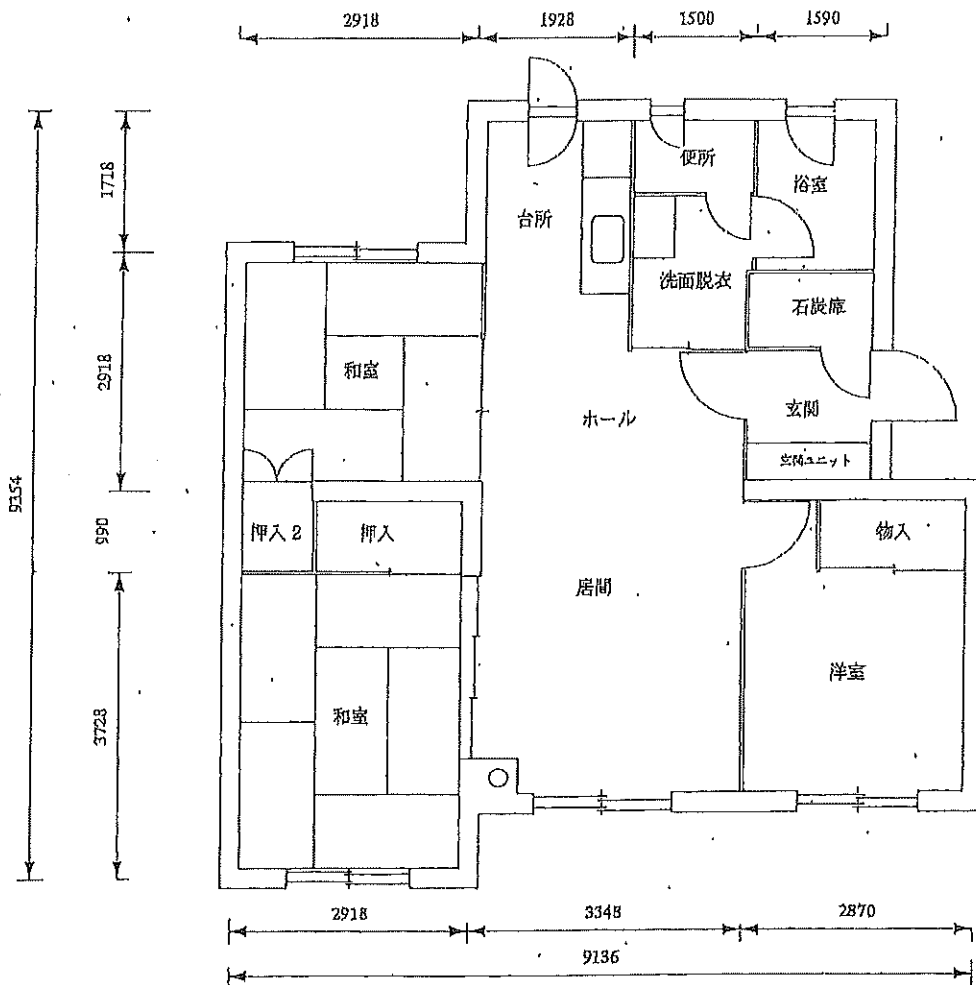 2918
1928
1500
1590
1718
2918
9354
990
3728
便所
浴室
台所
洗面脱衣
石炭庫
和室
玄関
ホール
玄関ユニット
押入2
押入
物入
居間
洋室
和室
2918
3348
2870
9136